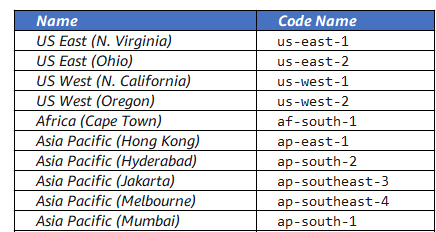 Name Code Name
US East (N. Virginia) us-east-1
US East (Ohio) us-east-2
US West (N. California) us-west-1
US West (Oregon) us-west-2
Africa (Cape Town) af-south-1
Asia Pacific (Hong Kong) ap-east-1
Asia Pacific (Hyderabad) ap-south-2
Asia Pacific (Jakarta) ap-southeast-3
Asia Pacific (Melbourne) ap-southeast-4
Asia Pacific (Mumbai) ap-south-1